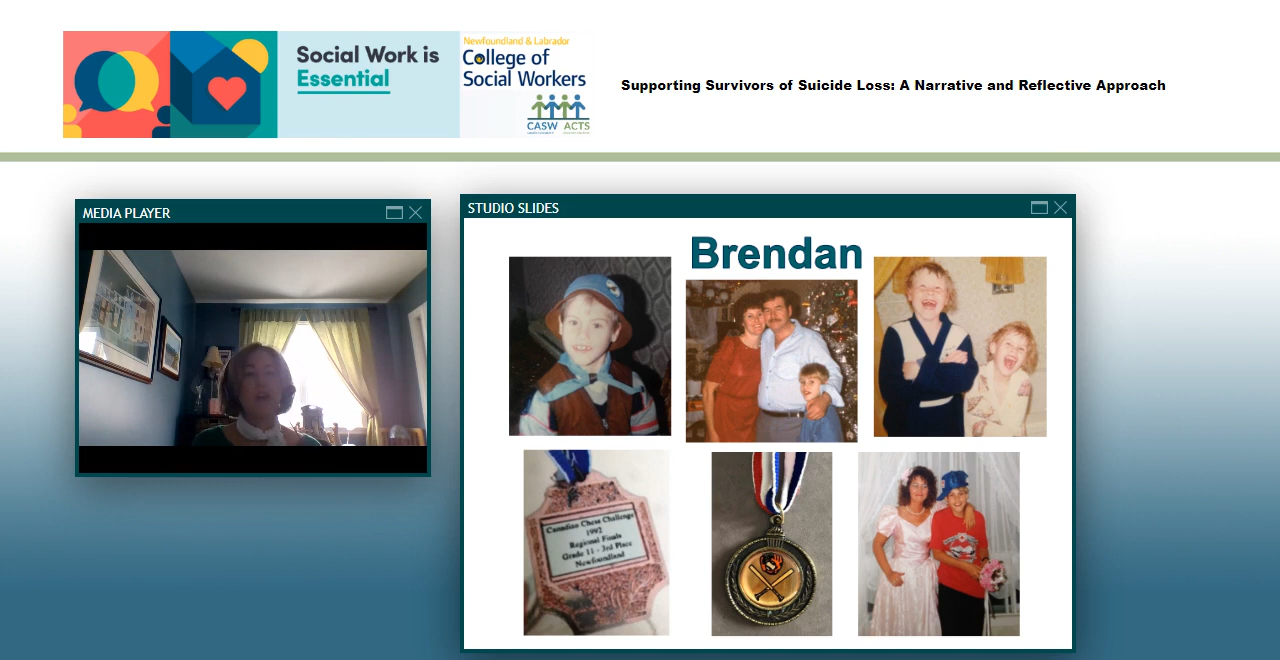 Social Work is
Essential
Newfoundland & Labrador
College of
Social Workers
CASW ACTS
Supporting Survivors of Suicide Loss: A Narrative and Reflective Approach
MEDIA PLAYER
STUDIO SLIDES
Brendan
Canadian Chess Challenge
1992
Regional Finals
Grade 11 - 3rd Place
Newfoundland